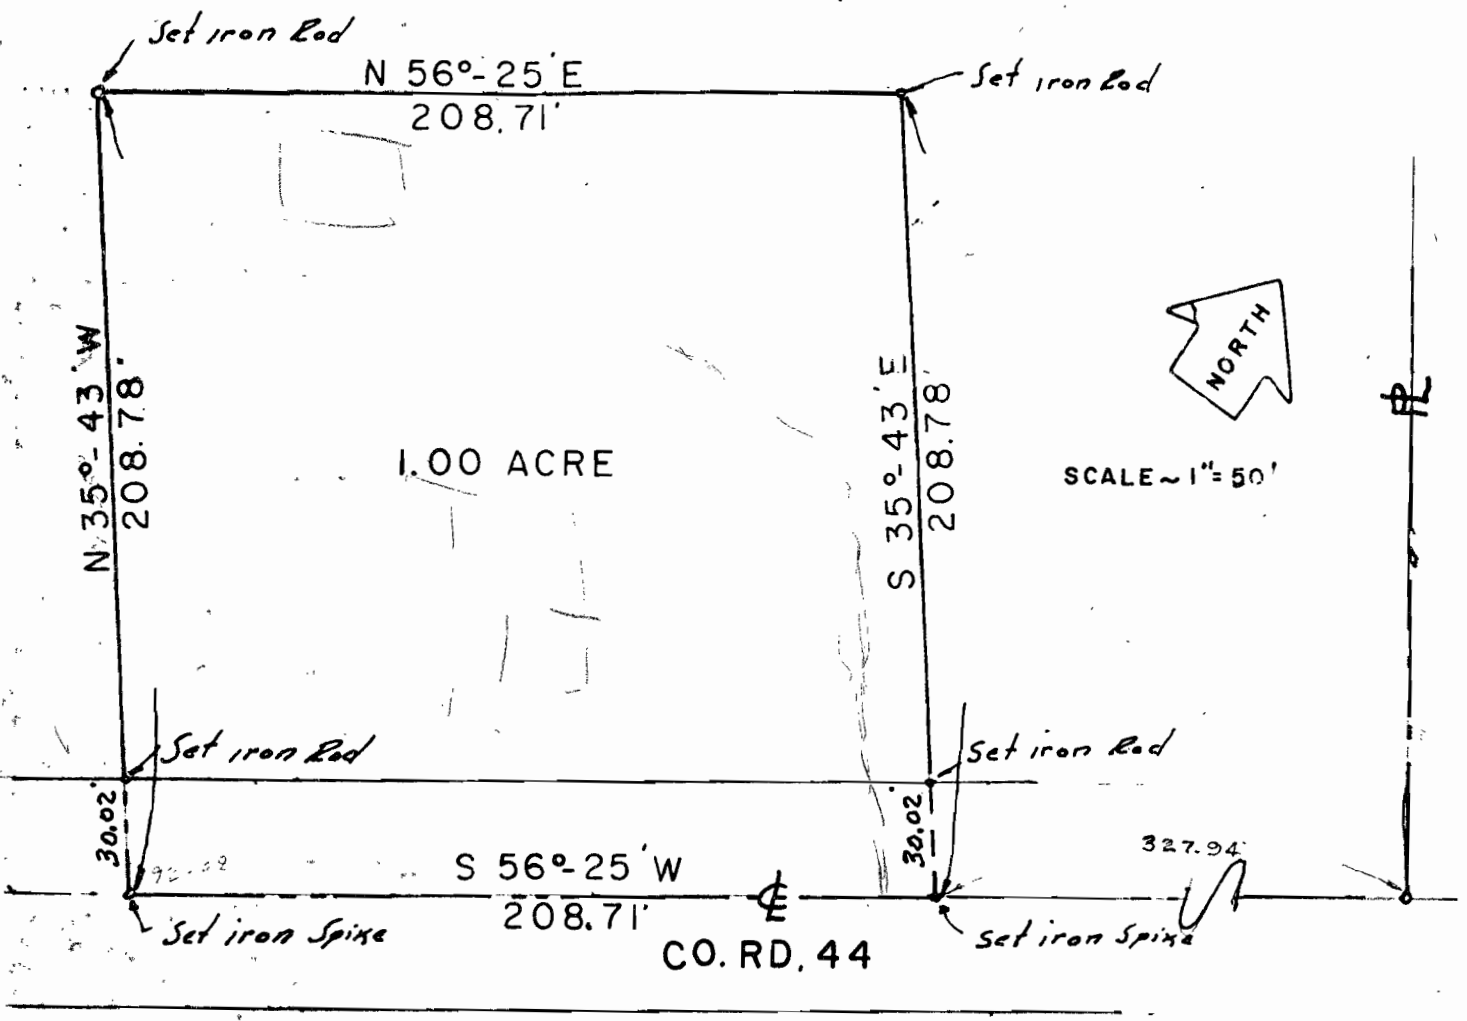 Set iron Rod
N 56°-25' E
208.71'
Set iron Rod
N 35°-43' W
208.78'
S 35°-43' E
208.78'
NORTH
1.00 ACRE
SCALE ~ 1"= 50'
PL
Set iron Rod
Set iron Rod
30.02'
30.02'
327.94'
S 56°-25' W
208.71'
CL
Set iron Spike
Set iron Spike
CO. RD. 44